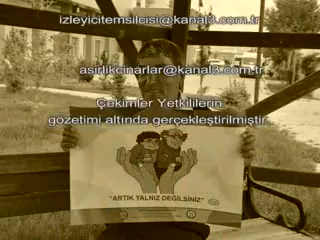 izleyicitemsilcisi@kanal3.com.tr
asirlikcinarlar@kanal3.com.tr
Çekimler Yetkililerin
gözetimi altında gerçekleştirilmiştir.
"ARTIK YALNIZ DEĞİLSİNİZ"